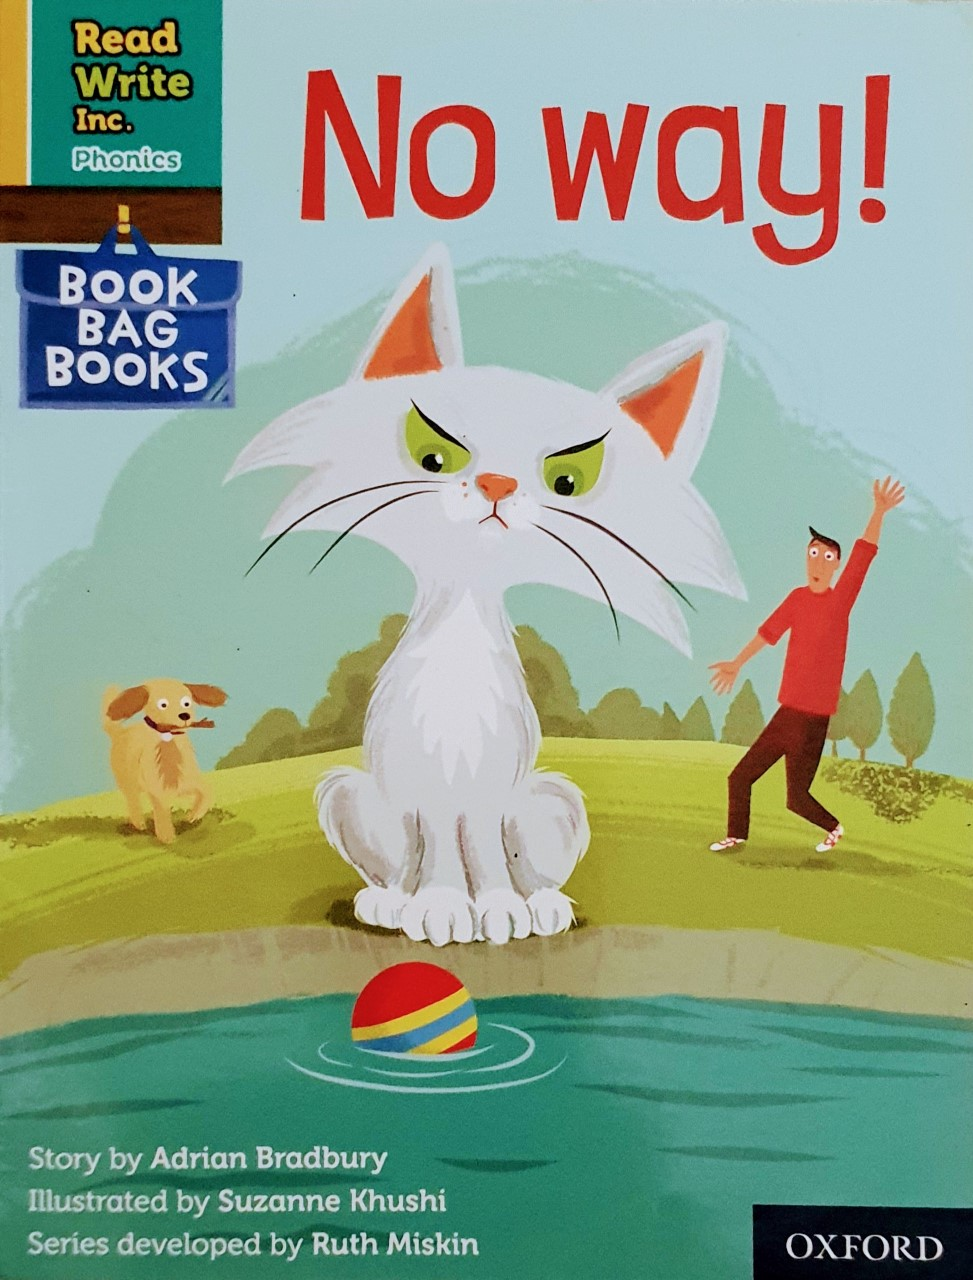 Read
Write
Inc.
Phonics
No way!
BOOK
BAG
BOOKS
Story by Adrian Bradbury
Illustrated by Suzanne Khushi
Series developed by Ruth Miskin
OXFORD